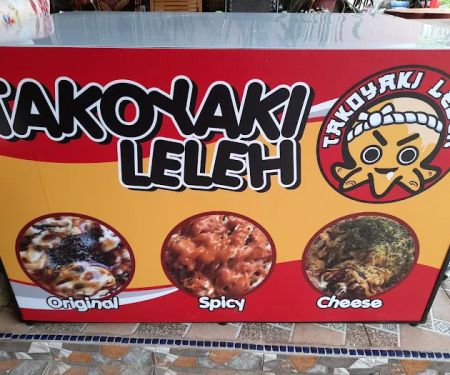 TAKOYAKI
LELEH
TAKOYAKI LE
Original
Spicy
Cheese